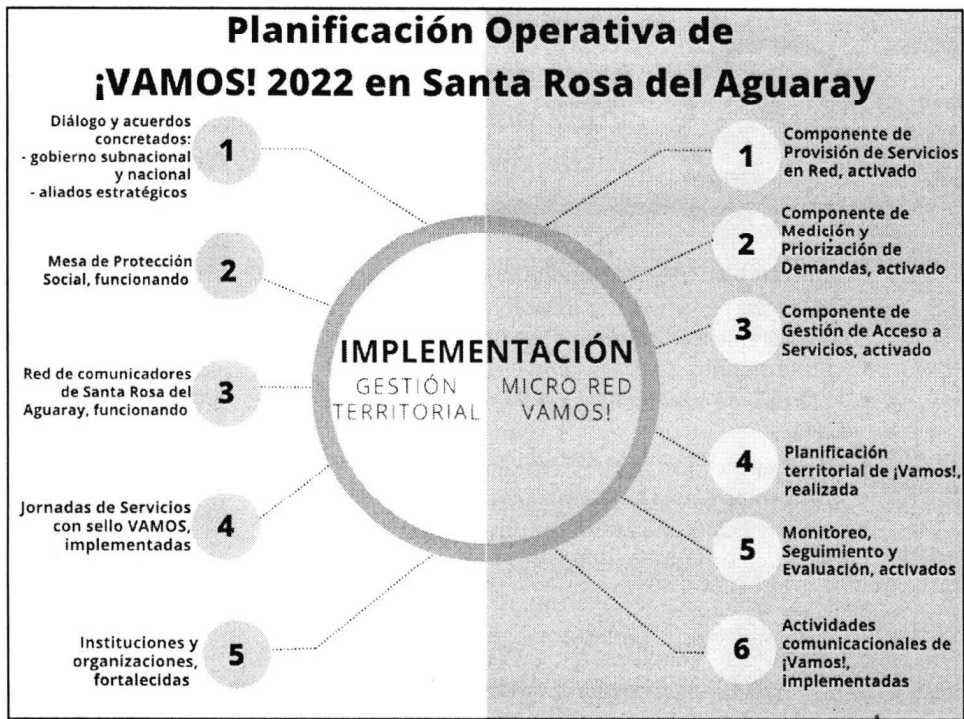 Planificación Operativa de
¡VAMOS! 2022 en Santa Rosa del Aguaray
Diálogo y acuerdos
concretados:
- gobierno subnacional
y nacional
- aliados estratégicos
1
Mesa de Protección
Social, funcionando
2
Red de comunicadores
de Santa Rosa del
Aguaray, funcionando
3
Jornadas de Servicios
con sello VAMOS,
implementadas
4
Instituciones y
organizaciones,
fortalecidas
5
IMPLEMENTACIÓN
GESTIÓN
TERRITORIAL
MICRO RED
VAMOS!
1
Componente de
Provisión de Servicios
en Red, activado
2
Componente de
Medición y
Priorización de
Demandas, activado
3
Componente de
Gestión de Acceso a
Servicios, activado
4
Planificación
territorial de ¡Vamos!,
realizada
5
Monitoreo,
Seguimiento y
Evaluación, activados
6
Actividades
comunicacionales de
¡Vamos!,
implementadas